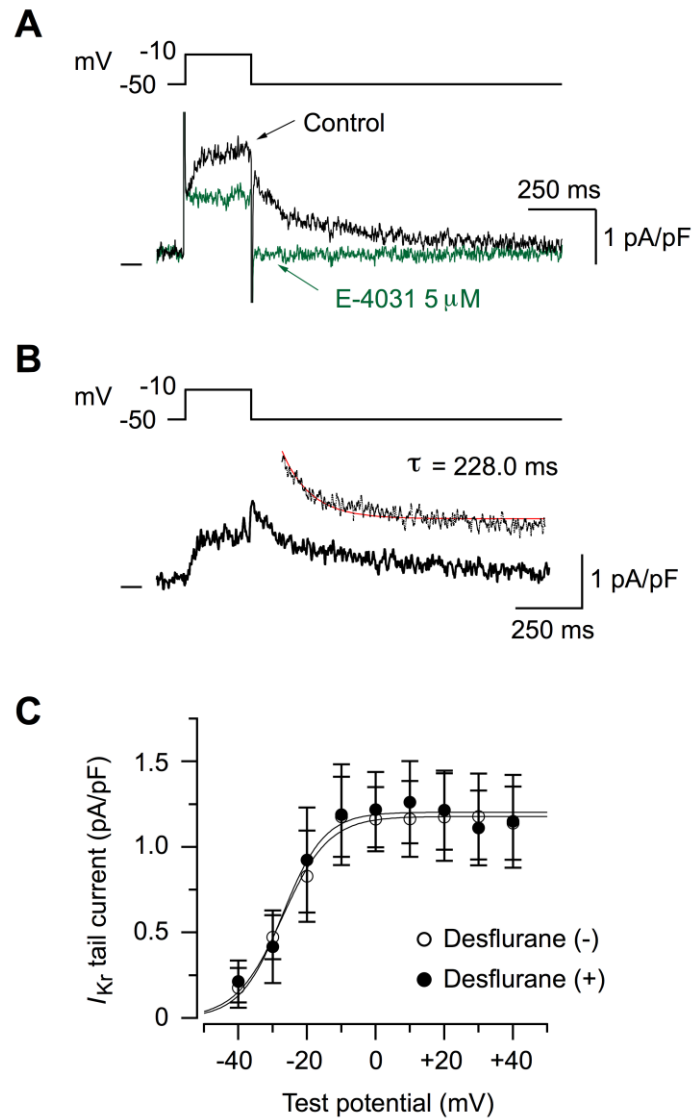 A
mV
-10
-50
Control
250 ms
1 pA/pF
E-4031 5 μM
B
mV
-10
-50
τ = 228.0 ms
1 pA/pF
250 ms
C
IKr tail current (pA/pF)
1.5
1.0
0.5
0
Desflurane (-)
Desflurane (+)
-40 -20 0 +20 +40
Test potential (mV)